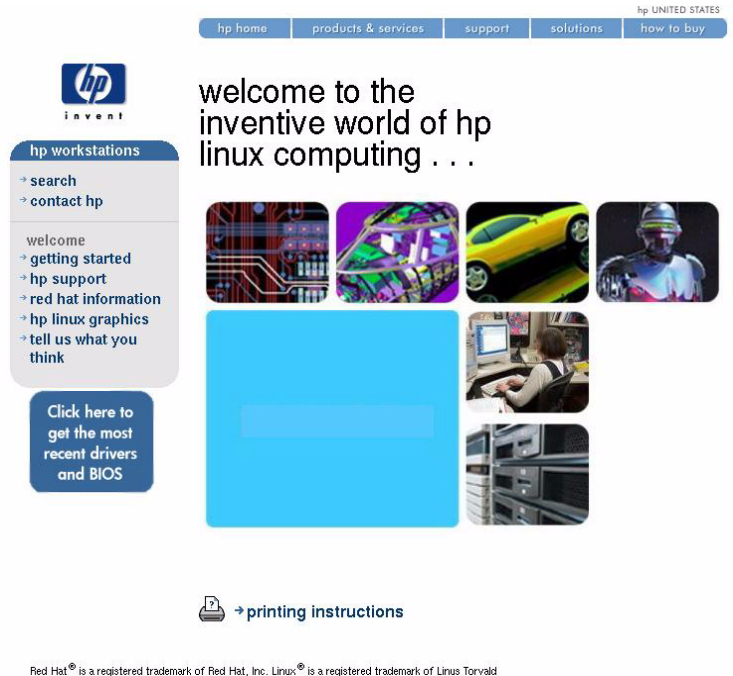 hp UNITED STATES
hp home
products & services
support
solutions
how to buy
hp
invent
welcome to the
inventive world of hp
linux computing . . .
hp workstations
search
contact hp
welcome
getting started
hp support
red hat information
hp linux graphics
tell us what you
think
Click here to
get the most
recent drivers
and BIOS
?
printing instructions
Red Hat® is a registered trademark of Red Hat, Inc. Linux® is a registered trademark of Linus Torvald